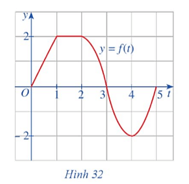 y
2
y = f(t)
O 1 2 3 4 5 t
- 2
Hình 32